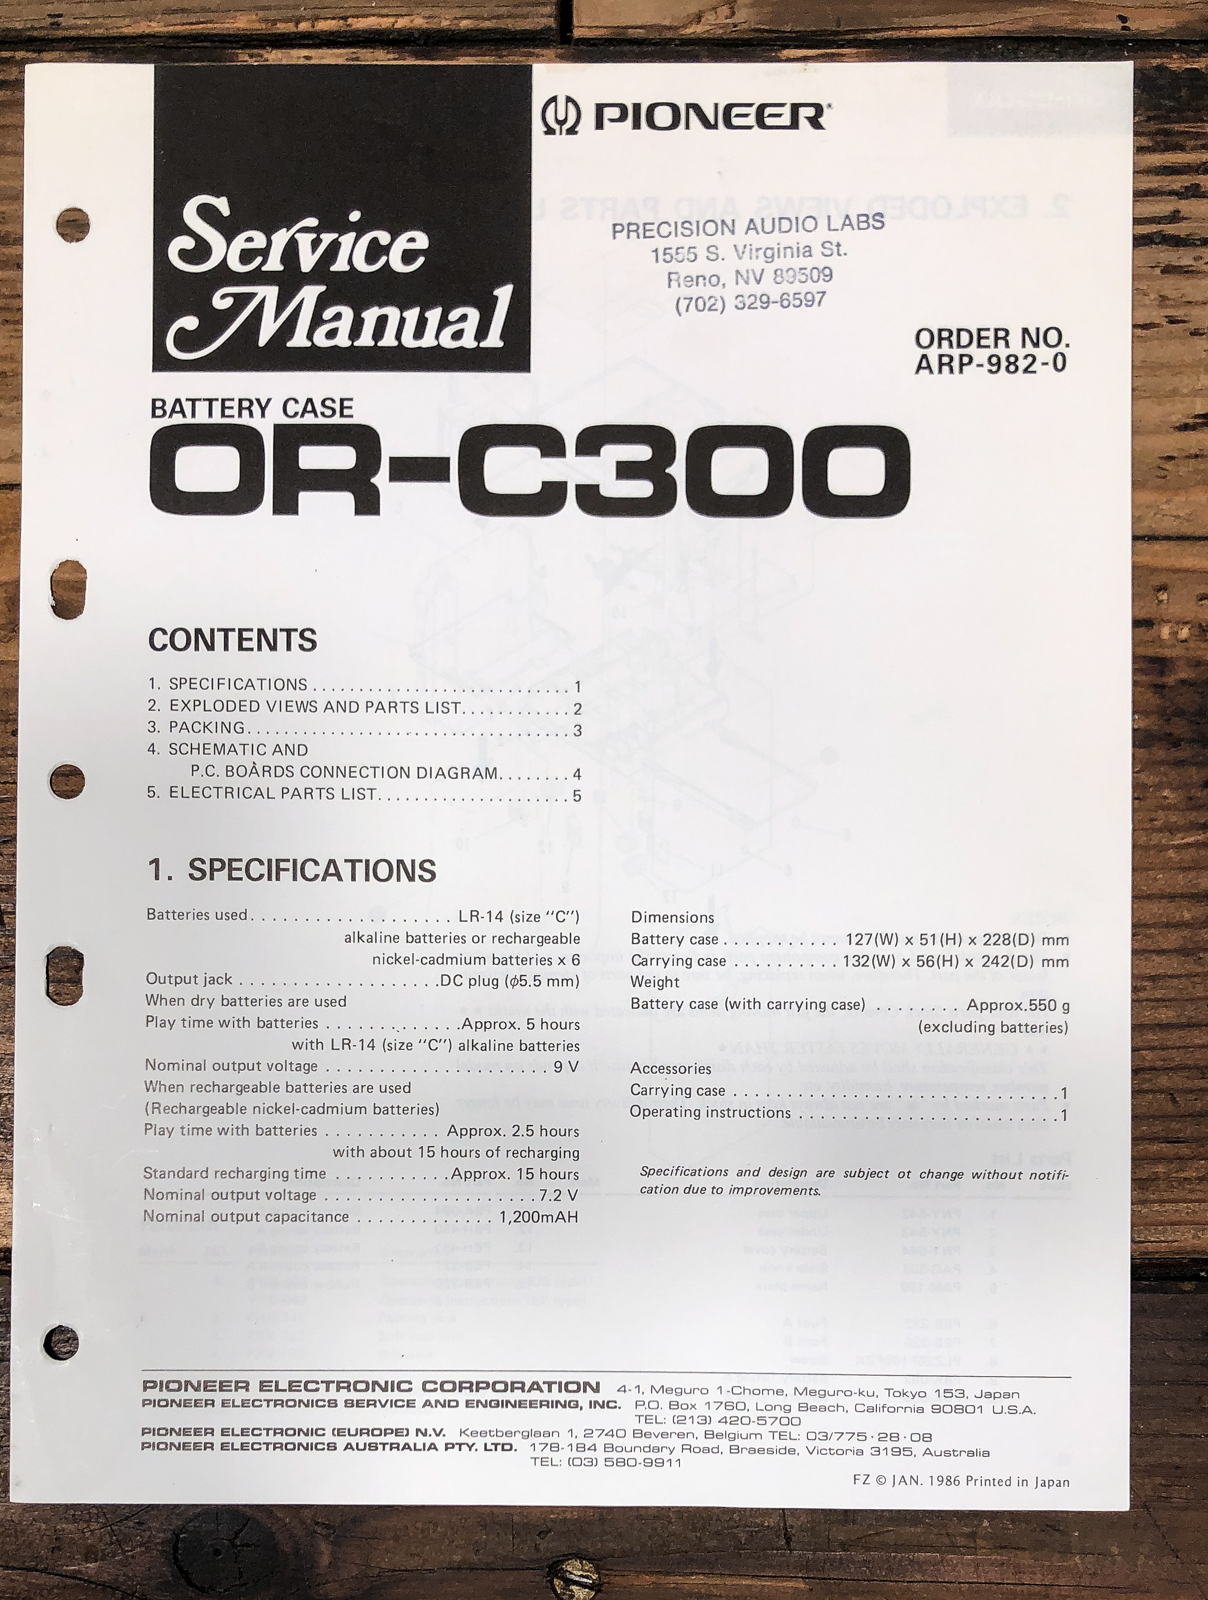 Service
Manual
PIONEER
PRECISION AUDIO LABS
1555 S. Virginia St.
Reno, NV 89509
(702) 329-6597
ORDER NO.
ARP-982-0
BATTERY CASE
OR-C300
CONTENTS
1. SPECIFICATIONS . . . . . . . . . . . . . . . . . . . . . . . . . . . . 1
2. EXPLODED VIEWS AND PARTS LIST. . . . . . . . . . . . 2
3. PACKING. . . . . . . . . . . . . . . . . . . . . . . . . . . . . . . . . . . 3
4. SCHEMATIC AND
P.C. BOARDS CONNECTION DIAGRAM. . . . . . . . 4
5. ELECTRICAL PARTS LIST. . . . . . . . . . . . . . . . . . . . . 5
1. SPECIFICATIONS
Batteries used. . . . . . . . . . . . . . . . . . . LR-14 (size "C")
alkaline batteries or rechargeable
nickel-cadmium batteries x 6
Output jack . . . . . . . . . . . . . . . . . . .DC plug (φ5.5 mm)
When dry batteries are used
Play time with batteries . . . . . . . . . . . . .Approx. 5 hours
with LR-14 (size "C") alkaline batteries
Nominal output voltage . . . . . . . . . . . . . . . . . . . . . 9 V
When rechargeable batteries are used
(Rechargeable nickel-cadmium batteries)
Play time with batteries . . . . . . . . . . . Approx. 2.5 hours
with about 15 hours of recharging
Standard recharging time . . . . . . . . . . .Approx. 15 hours
Nominal output voltage . . . . . . . . . . . . . . . . . . . . 7.2 V
Nominal output capacitance . . . . . . . . . . . . 1,200mAH
Dimensions
Battery case . . . . . . . . . . . 127(W) x 51(H) x 228(D) mm
Carrying case . . . . . . . . . . 132(W) x 56(H) x 242(D) mm
Weight
Battery case (with carrying case) . . . . . . . . Approx.550 g
(excluding batteries)
Accessories
Carrying case . . . . . . . . . . . . . . . . . . . . . . . . . . . . . . .1
Operating instructions . . . . . . . . . . . . . . . . . . . . . . . .1
Specifications and design are subject ot change without notifi-
cation due to improvements.
PIONEER ELECTRONIC CORPORATION 4-1, Meguro 1-Chome, Meguro-ku, Tokyo 153, Japan
PIONEER ELECTRONICS SERVICE AND ENGINEERING, INC. P.O. Box 1760, Long Beach, California 90801 U.S.A.
TEL: (213) 420-5700
PIONEER ELECTRONIC (EUROPE) N.V. Keetberglaan 1, 2740 Beveren, Belgium TEL: 03/775·28·08
PIONEER ELECTRONICS AUSTRALIA PTY. LTD. 178-184 Boundary Road, Braeside, Victoria 3195, Australia
TEL: (03) 580-9911
FZ © JAN. 1986 Printed in Japan